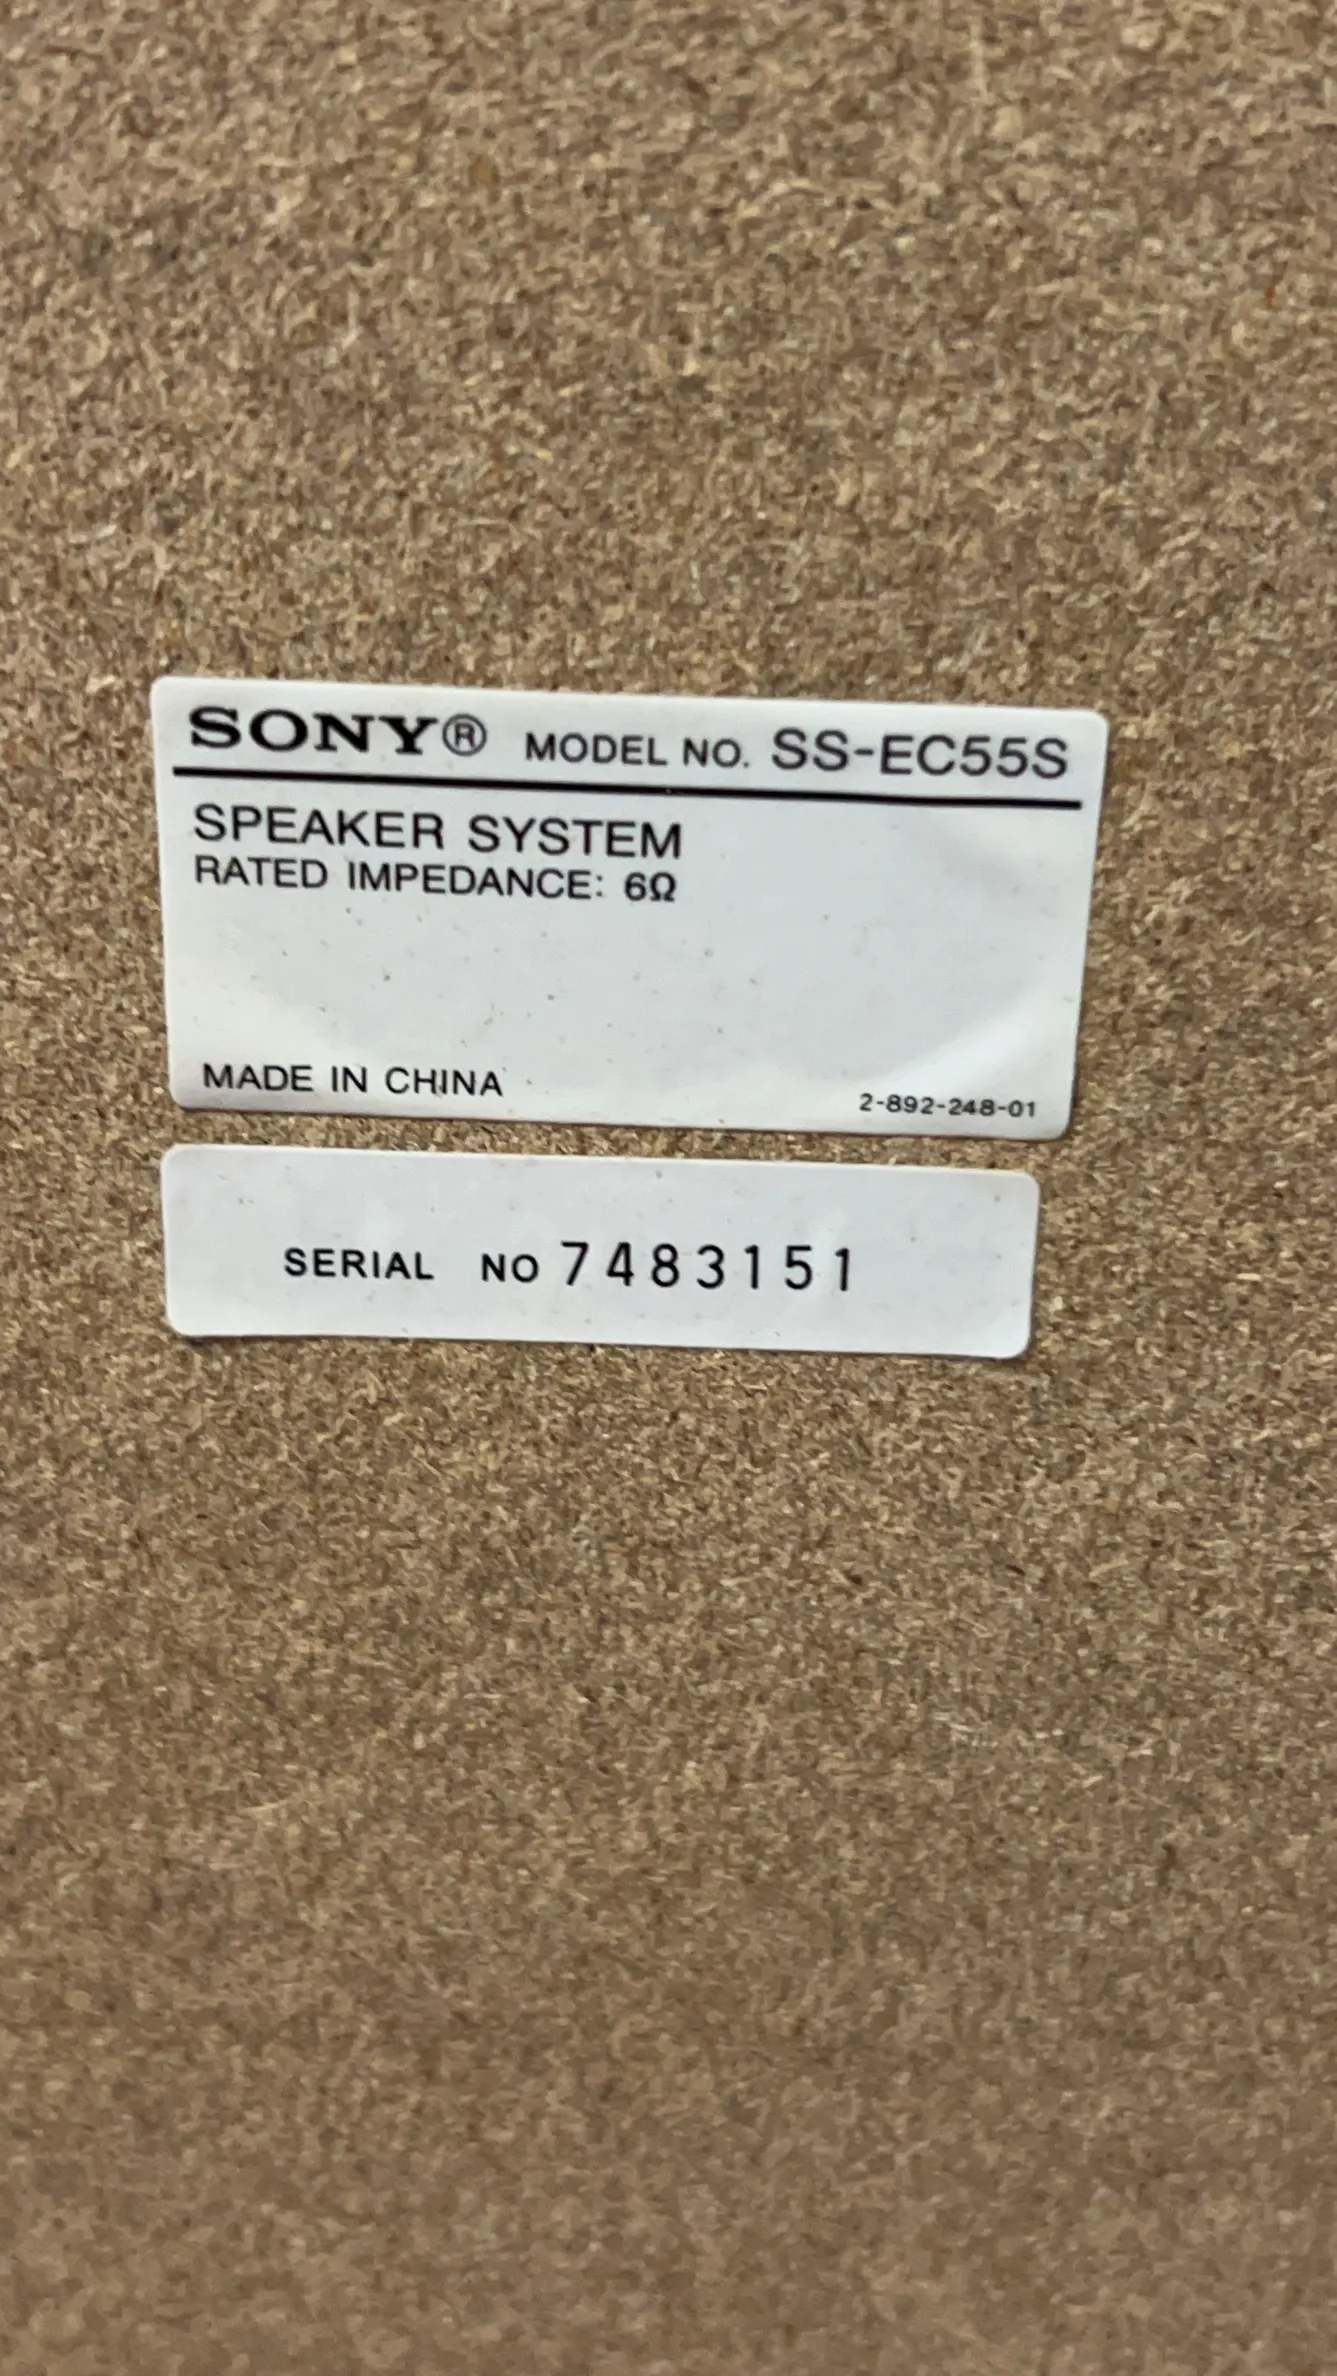 SONY® MODEL NO. SS-EC55S
SPEAKER SYSTEM
RATED IMPEDANCE: 6Ω
MADE IN CHINA
2-892-248-01
SERIAL NO 7483151